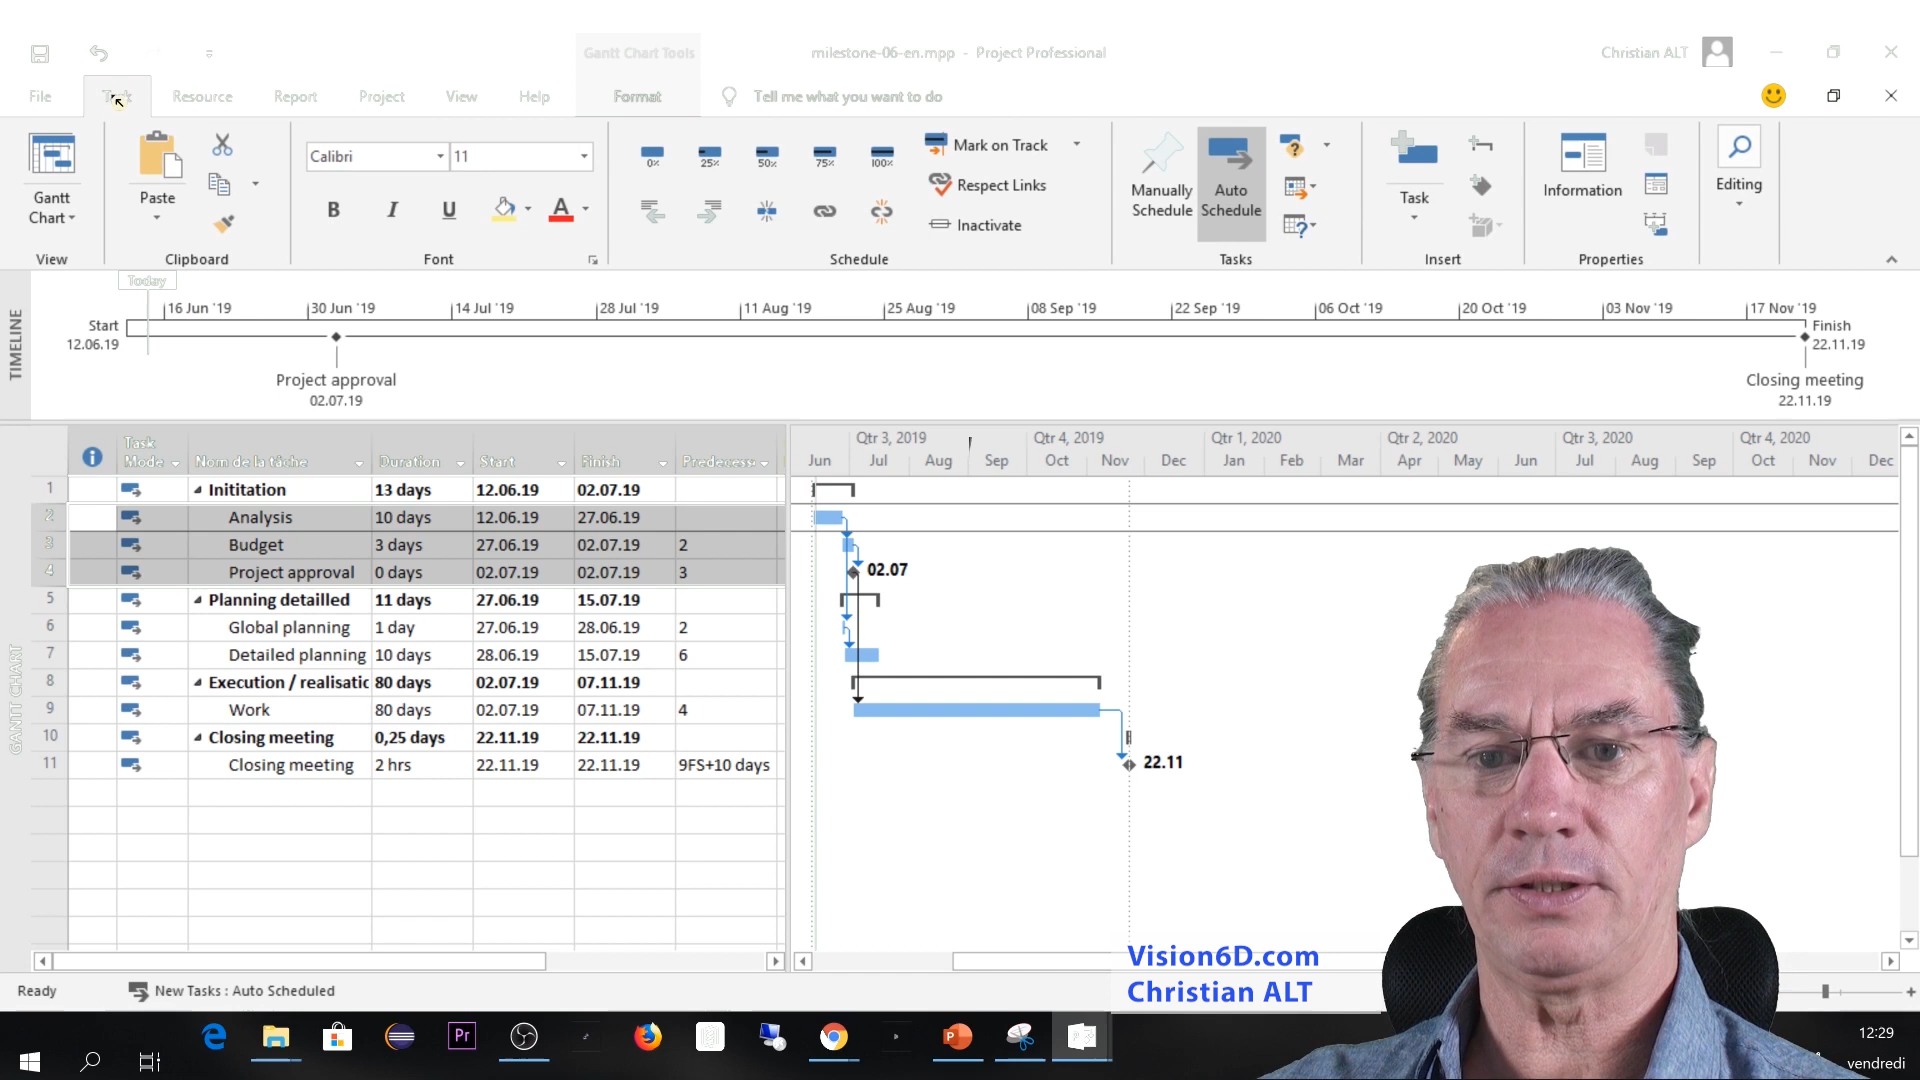 Gantt Chart Tools
milestone-06-en.mpp - Project Professional
Christian ALT
File Task Resource Report Project View Help Format Tell me what you want to do
Gantt Chart
View
Paste
Clipboard
Calibri 11
B I U A
Font
0% 25% 50% 75% 100%
Mark on Track
Respect Links
Inactivate
Schedule
Manually Schedule
Auto Schedule
Tasks
Task
Insert
Information
Properties
Editing
Today
TIMELINE
16 Jun '19 30 Jun '19 14 Jul '19 28 Jul '19 11 Aug '19 25 Aug '19 08 Sep '19 22 Sep '19 06 Oct '19 20 Oct '19 03 Nov '19 17 Nov '19
Start
12.06.19
Finish
22.11.19
Project approval
02.07.19
Closing meeting
22.11.19
GANTT CHART
Task Mode Nom de la tâche Duration Start Finish Predecess
1 Inititation 13 days 12.06.19 02.07.19
2 Analysis 10 days 12.06.19 27.06.19
3 Budget 3 days 27.06.19 02.07.19 2
4 Project approval 0 days 02.07.19 02.07.19 3
5 Planning detailled 11 days 27.06.19 15.07.19
6 Global planning 1 day 27.06.19 28.06.19 2
7 Detailed planning 10 days 28.06.19 15.07.19 6
8 Execution / realisatic 80 days 02.07.19 07.11.19
9 Work 80 days 02.07.19 07.11.19 4
10 Closing meeting 0,25 days 22.11.19 22.11.19
11 Closing meeting 2 hrs 22.11.19 22.11.19 9FS+10 days
Qtr 3, 2019 Qtr 4, 2019 Qtr 1, 2020 Qtr 2, 2020 Qtr 3, 2020 Qtr 4, 2020
Jun Jul Aug Sep Oct Nov Dec Jan Feb Mar Apr May Jun Jul Aug Sep Oct Nov Dec
02.07
22.11
Vision6D.com
Christian ALT
Ready New Tasks : Auto Scheduled
Pr
12:29
vendredi